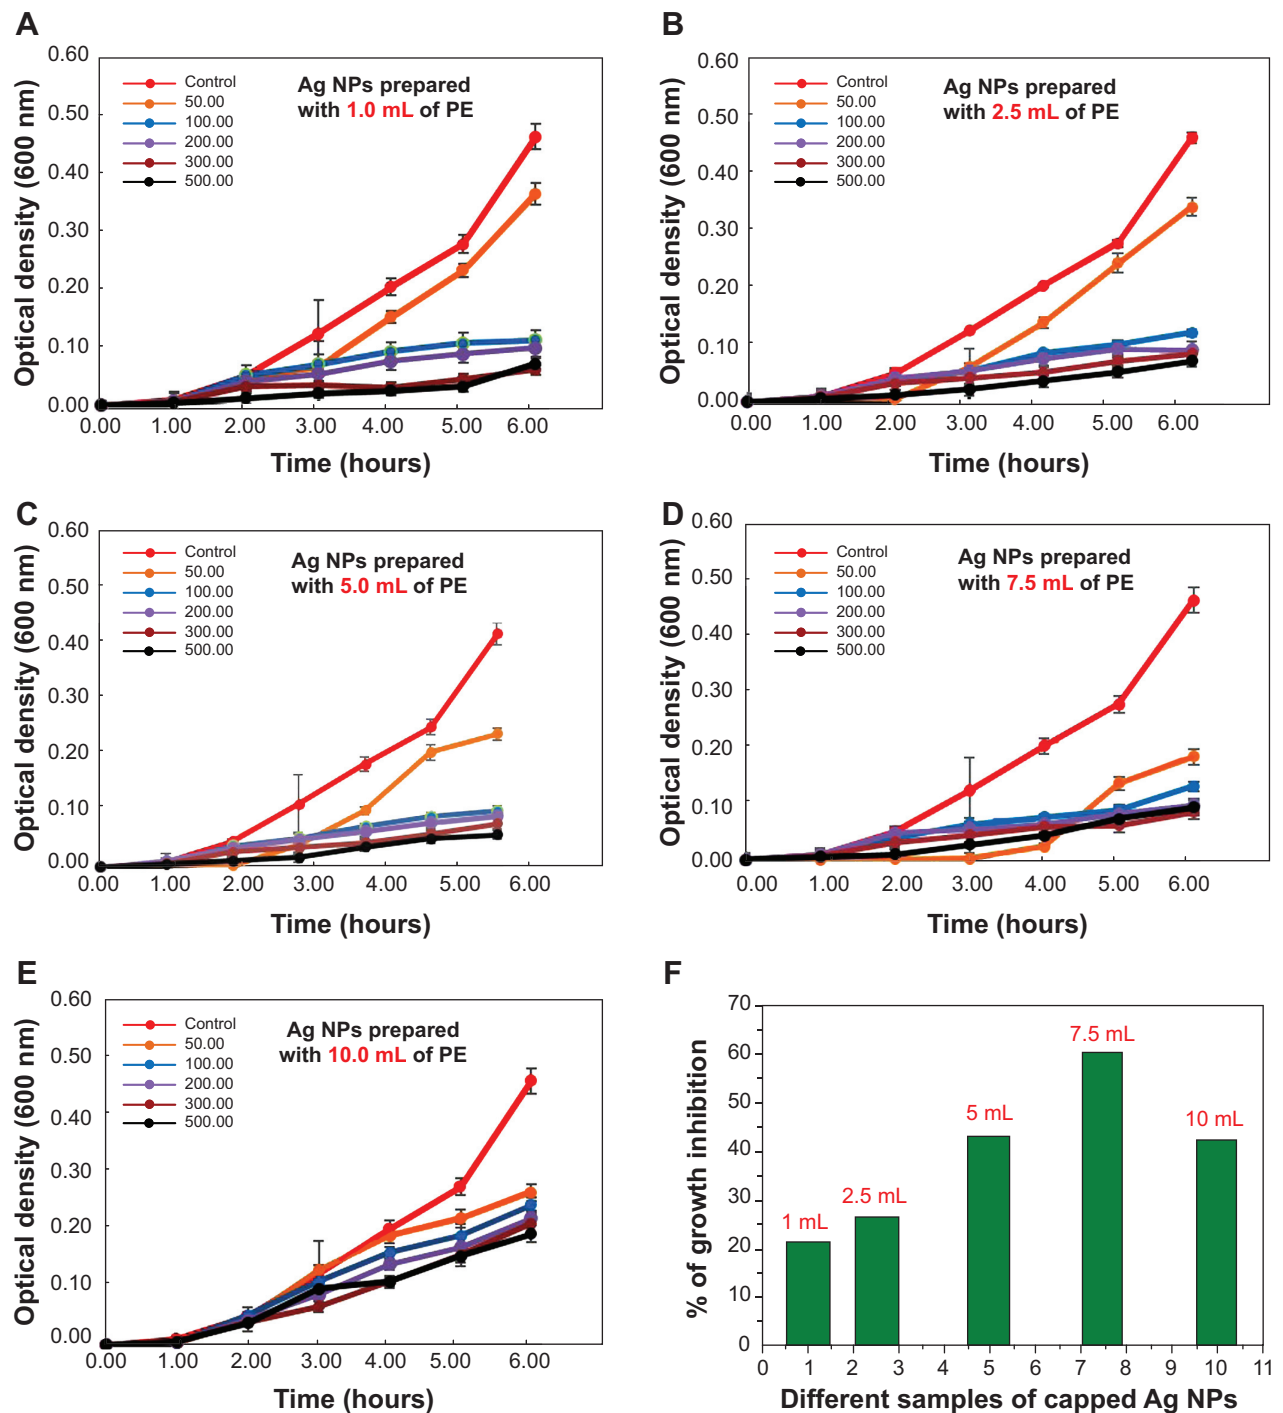 A
Optical density (600 nm)
0.60
0.50
0.40
0.30
0.20
0.10
0.00
Control
50.00
100.00
200.00
300.00
500.00
Ag NPs prepared
with 1.0 mL of PE
0.00 1.00 2.00 3.00 4.00 5.00 6.00
Time (hours)
B
Optical density (600 nm)
0.60
0.50
0.40
0.30
0.20
0.10
0.00
Control
50.00
100.00
200.00
300.00
500.00
Ag NPs prepared
with 2.5 mL of PE
0.00 1.00 2.00 3.00 4.00 5.00 6.00
Time (hours)
C
Optical density (600 nm)
0.60
0.50
0.40
0.30
0.20
0.10
0.00
Control
50.00
100.00
200.00
300.00
500.00
Ag NPs prepared
with 5.0 mL of PE
0.00 1.00 2.00 3.00 4.00 5.00 6.00
Time (hours)
D
Optical density (600 nm)
0.60
0.50
0.40
0.30
0.20
0.10
0.00
Control
50.00
100.00
200.00
300.00
500.00
Ag NPs prepared
with 7.5 mL of PE
0.00 1.00 2.00 3.00 4.00 5.00 6.00
Time (hours)
E
Optical density (600 nm)
0.60
0.50
0.40
0.30
0.20
0.10
0.00
Control
50.00
100.00
200.00
300.00
500.00
Ag NPs prepared
with 10.0 mL of PE
0.00 1.00 2.00 3.00 4.00 5.00 6.00
Time (hours)
F
% of growth inhibition
70
60
50
40
30
20
10
0
1 mL
2.5 mL
5 mL
7.5 mL
10 mL
0 1 2 3 4 5 6 7 8 9 10 11
Different samples of capped Ag NPs